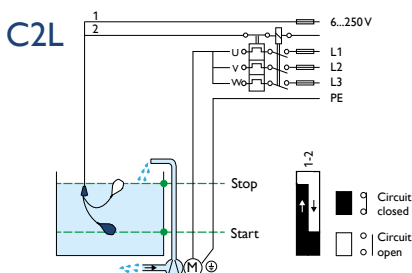 C2L
1
2
6...250 V
U
V
W
L1
L2
L3
PE
Stop
Start
M
1-2
Circuit
closed
Circuit
open